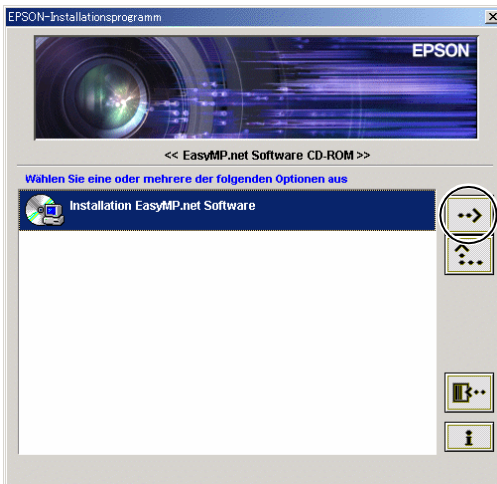 EPSON-Installationsprogramm
EPSON
<< EasyMP.net Software CD-ROM >>
Wählen Sie eine oder mehrere der folgenden Optionen aus
Installation EasyMP.net Software